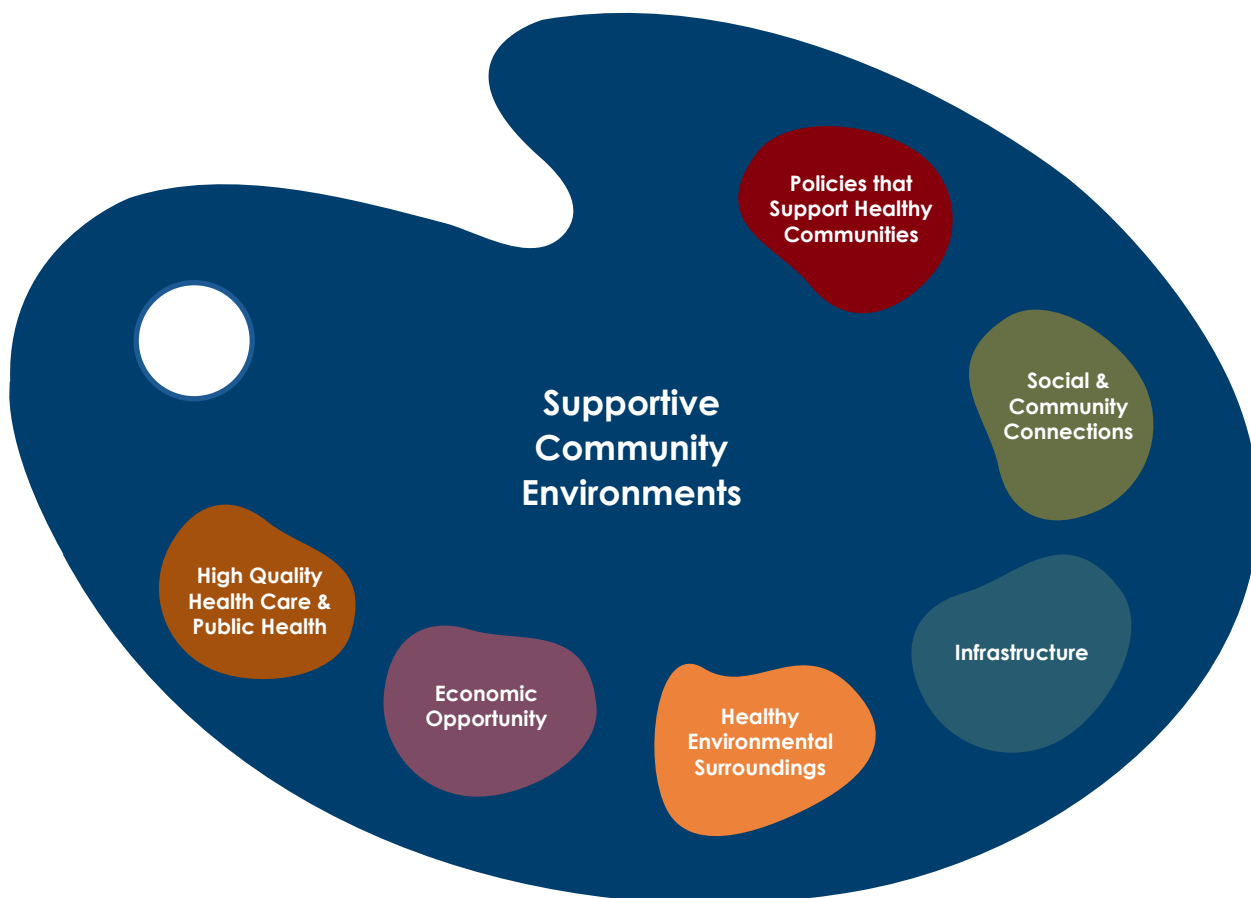 Policies that
Support Healthy
Communities
Social &
Community
Connections
Supportive
Community
Environments
High Quality
Health Care &
Public Health
Infrastructure
Economic
Opportunity
Healthy
Environmental
Surroundings